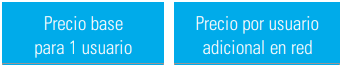 Precio base
para 1 usuario
Precio por usuario
adicional en red